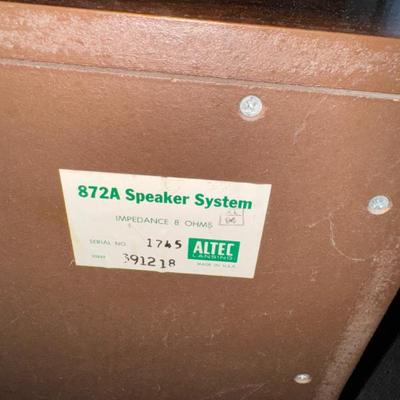 872A Speaker System
IMPEDANCE 8 OHMS
SERIAL NO. 1745
391218
ALTEC
LANSING
MADE IN U.S.A.